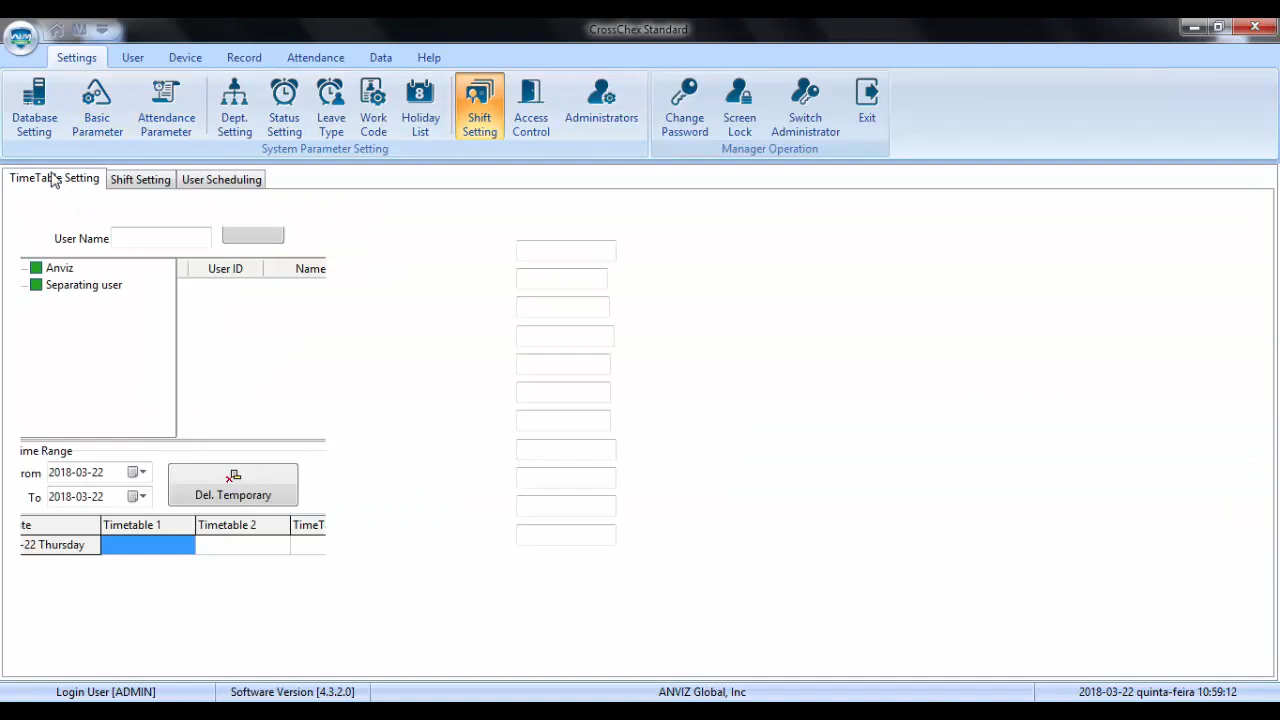 CrossChex Standard
Settings User Device Record Attendance Data Help
Database Setting
Basic Parameter
Attendance Parameter
Dept. Setting
Status Setting
Leave Type
Work Code
8
Holiday List
Shift Setting
Access Control
Administrators
Change Password
Screen Lock
Switch Administrator
Exit
System Parameter Setting
Manager Operation
TimeTable Setting Shift Setting User Scheduling
User Name
Anviz
Separating user
User ID Name
ime Range
rom 2018-03-22
To 2018-03-22
Del. Temporary
te Timetable 1 Timetable 2 TimeT
-22 Thursday
Login User [ADMIN] Software Version [4.3.2.0] ANVIZ Global, Inc 2018-03-22 quinta-feira 10:59:12